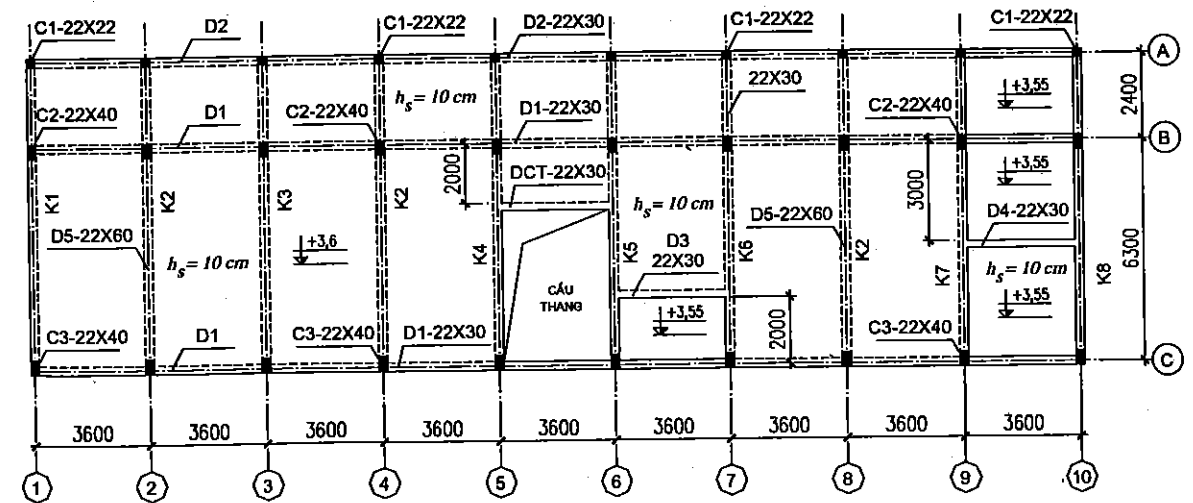 C1-22X22
D2
C1-22X22
D2-22X30
C1-22X22
C1-22X22
A
h_s = 10 cm
22X30
+3,55
2400
C2-22X40
D1
C2-22X40
D1-22X30
C2-22X40
B
2000
DCT-22X30
3000
+3,55
K1
K2
K3
K2
h_s = 10 cm
D4-22X30
D5-22X60
D5-22X60
6300
+3,6
K4
K5
D3
22X30
K6
K2
K7
K8
h_s = 10 cm
h_s = 10 cm
CẦU
THANG
+3,55
+3,55
2000
C3-22X40
D1
C3-22X40
D1-22X30
C3-22X40
C
3600
3600
3600
3600
3600
3600
3600
3600
3600
1
2
3
4
5
6
7
8
9
10